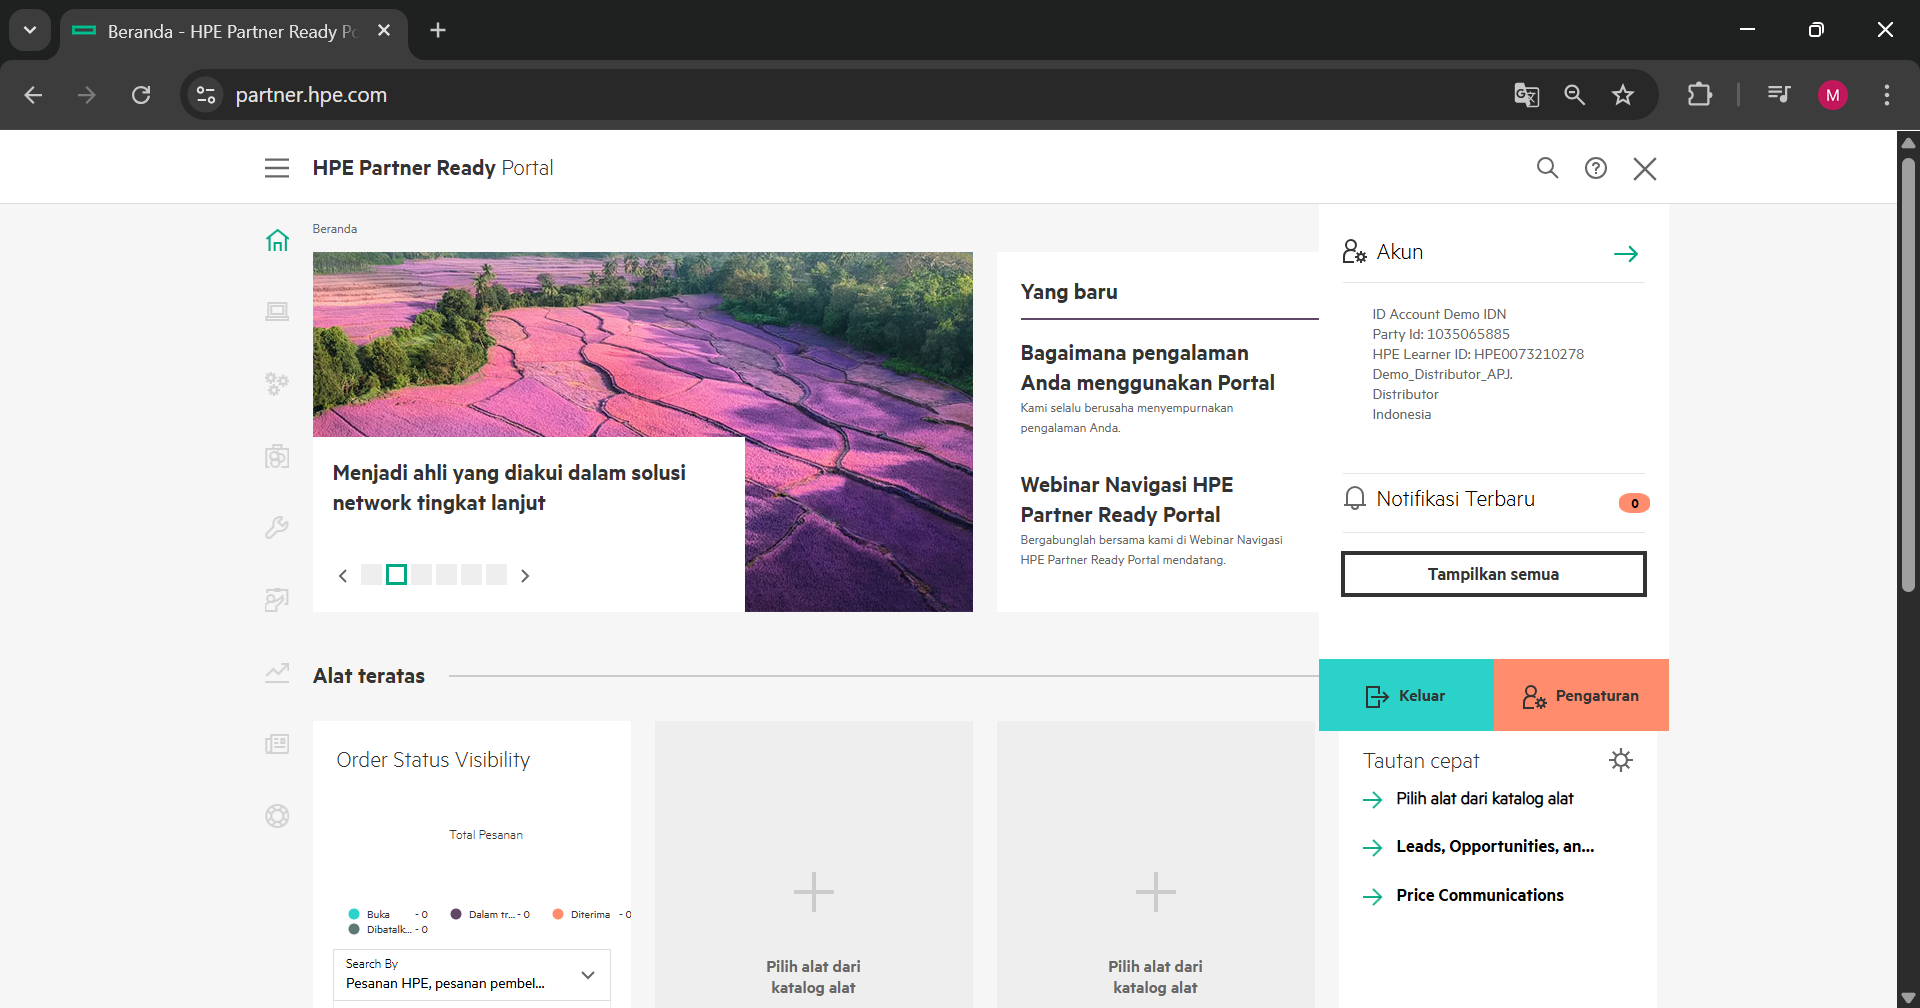 Beranda - HPE Partner Ready Po
partner.hpe.com
M
HPE Partner Ready Portal
Beranda
Menjadi ahli yang diakui dalam solusi
network tingkat lanjut
Yang baru
Bagaimana pengalaman
Anda menggunakan Portal
Kami selalu berusaha menyempurnakan
pengalaman Anda.
Webinar Navigasi HPE
Partner Ready Portal
Bergabunglah bersama kami di Webinar Navigasi
HPE Partner Ready Portal mendatang.
Akun
ID Account Demo IDN
Party Id: 1035065885
HPE Learner ID: HPE0073210278
Demo_Distributor_APJ.
Distributor
Indonesia
Notifikasi Terbaru
0
Tampilkan semua
Keluar
Pengaturan
Alat teratas
Order Status Visibility
Total Pesanan
Buka - 0
Dalam tr... - 0
Diterima - 0
Dibatalk... - 0
Search By
Pesanan HPE, pesanan pembel...
Pilih alat dari
katalog alat
Pilih alat dari
katalog alat
Tautan cepat
Pilih alat dari katalog alat
Leads, Opportunities, an...
Price Communications